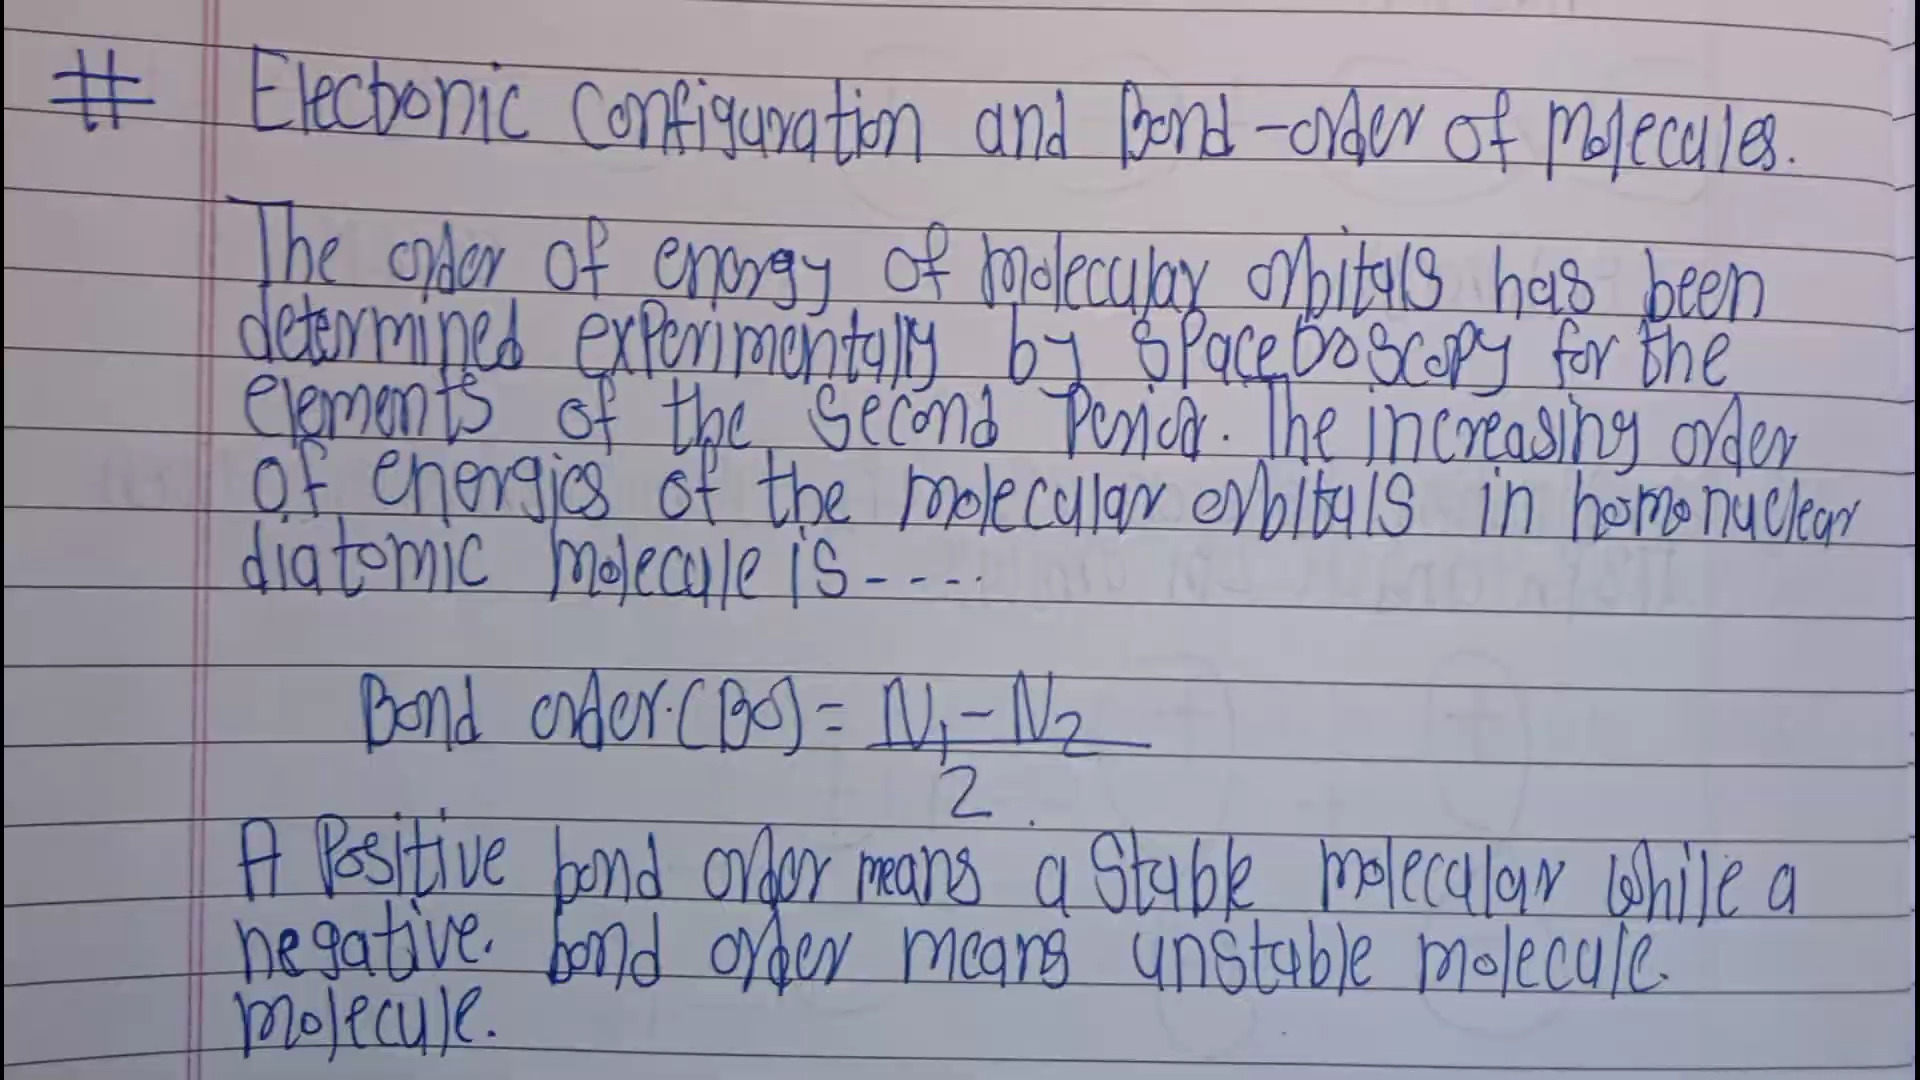 # Electronic Configuration and Bond-order of Molecules.
The order of energy of molecular orbitals has been
determined experimentally by Spacetroscopy for the
elements of the Second Period. The increasing order
of energies of the molecular orbitals in homonuclear
diatomic molecule is-----
Bond order.(BO) = N1 - N2
2
A Positive bond order means a Stable molecular while a
negative. bond order means unstable molecule.
molecule.